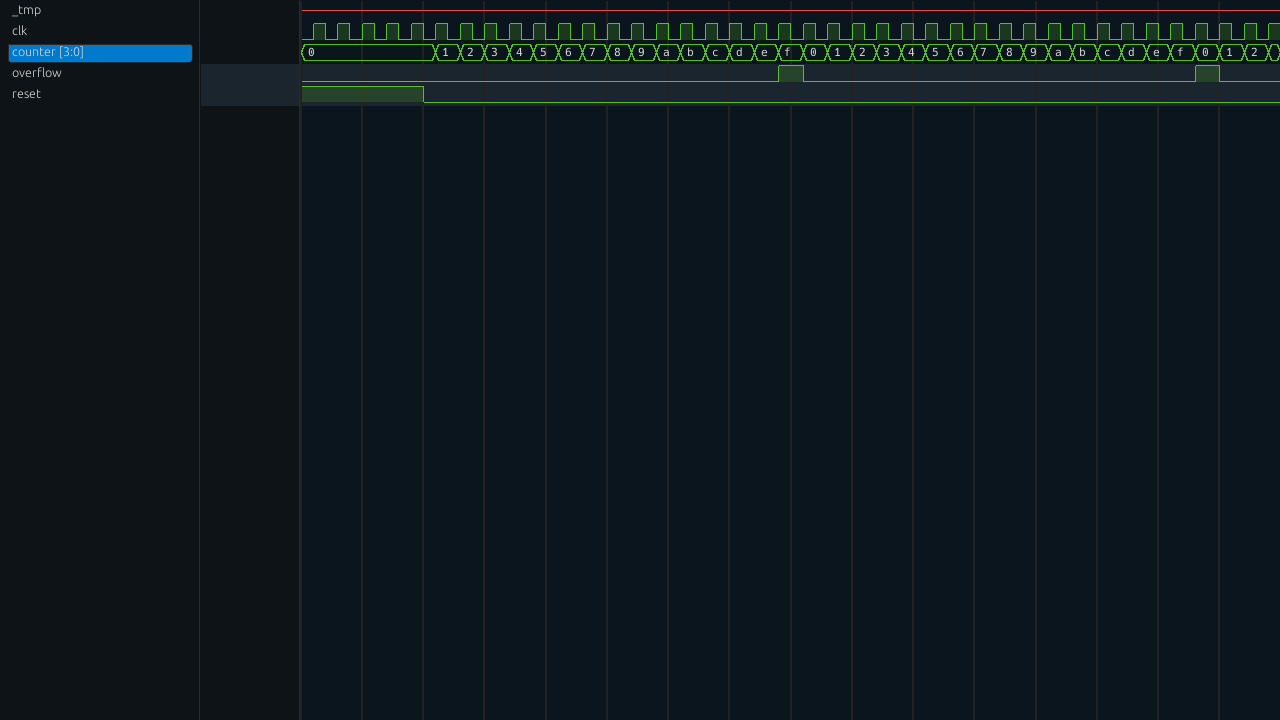 _tmp
clk
counter [3:0] 0 1 2 3 4 5 6 7 8 9 a b c d e f 0 1 2 3 4 5 6 7 8 9 a b c d e f 0 1 2
overflow
reset